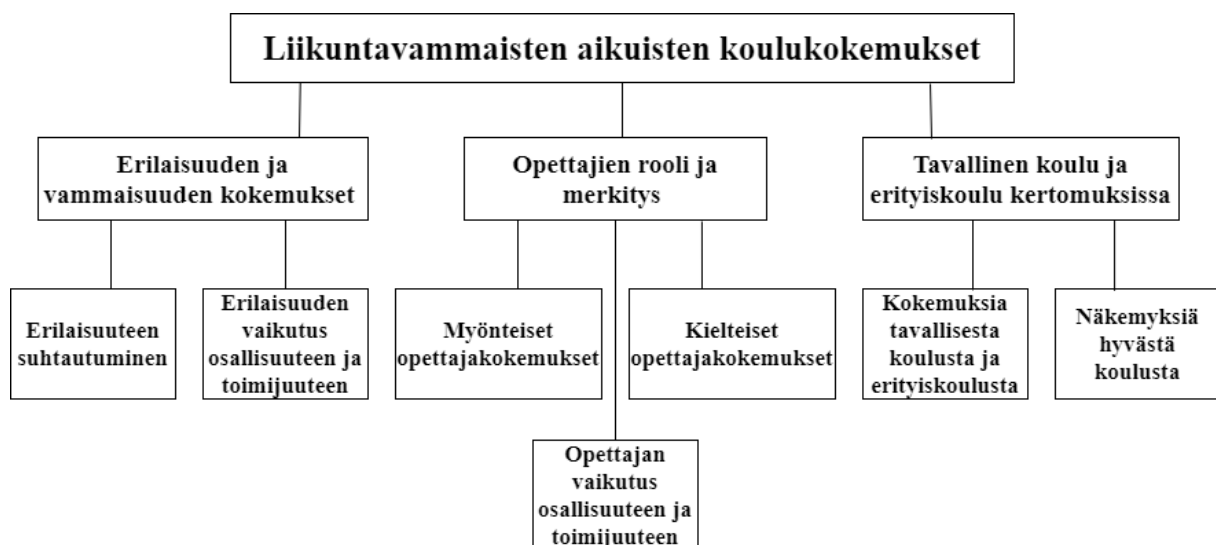 Liikuntavammaisten aikuisten koulukokemukset
Erilaisuuden ja
vammaisuuden kokemukset
Opettajien rooli ja
merkitys
Tavallinen koulu ja
erityiskoulu kertomuksissa
Erilaisuuteen
suhtautuminen
Erilaisuuden
vaikutus
osallisuuteen ja
toimijuuteen
Myönteiset
opettajakokemukset
Kielteiset
opettajakokemukset
Kokemuksia
tavallisesta
koulusta ja
erityiskoulusta
Näkemyksiä
hyvästä
koulusta
Opettajan
vaikutus
osallisuuteen ja
toimijuuteen